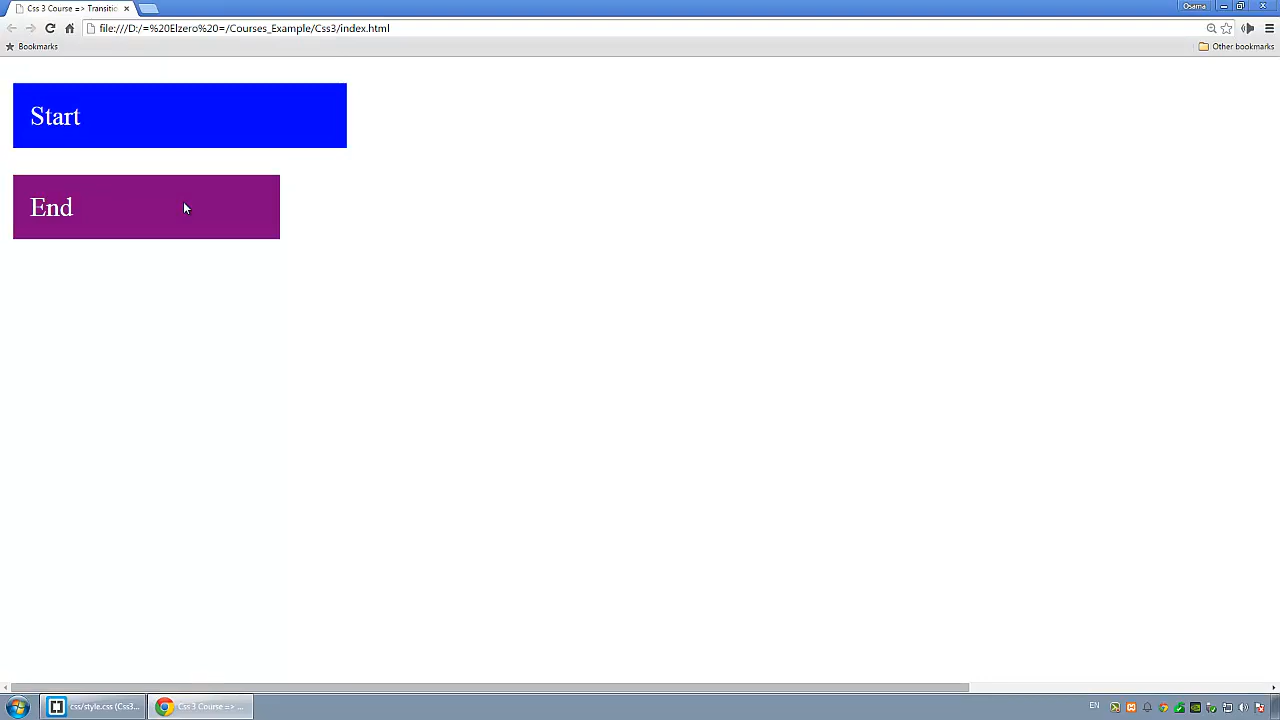 Css 3 Course => Transitio
Osama
file:///D:/=%20Elzero%20=/Courses_Example/Css3/index.html
Bookmarks
Other bookmarks
Start
End
css/style.css (Css3...
Css 3 Course => ...
EN